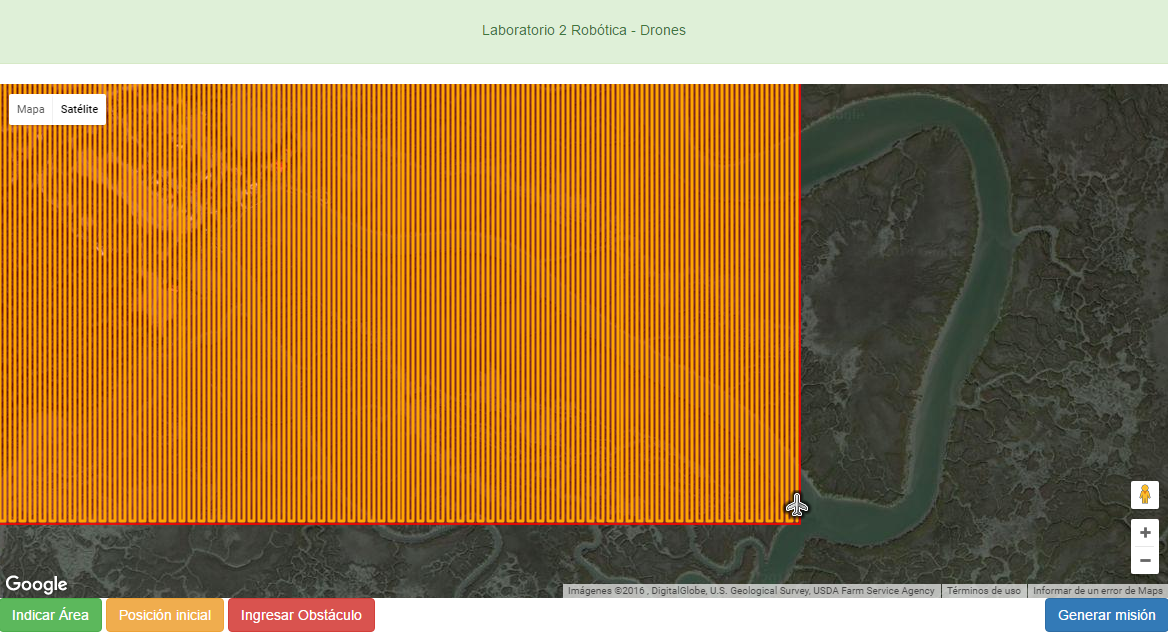 Laboratorio 2 Robótica - Drones
Mapa
Satélite
Google
Imágenes ©2016 , DigitalGlobe, U.S. Geological Survey, USDA Farm Service Agency
Términos de uso
Informar de un error de Maps
Indicar Área
Posición inicial
Ingresar Obstáculo
Generar misión